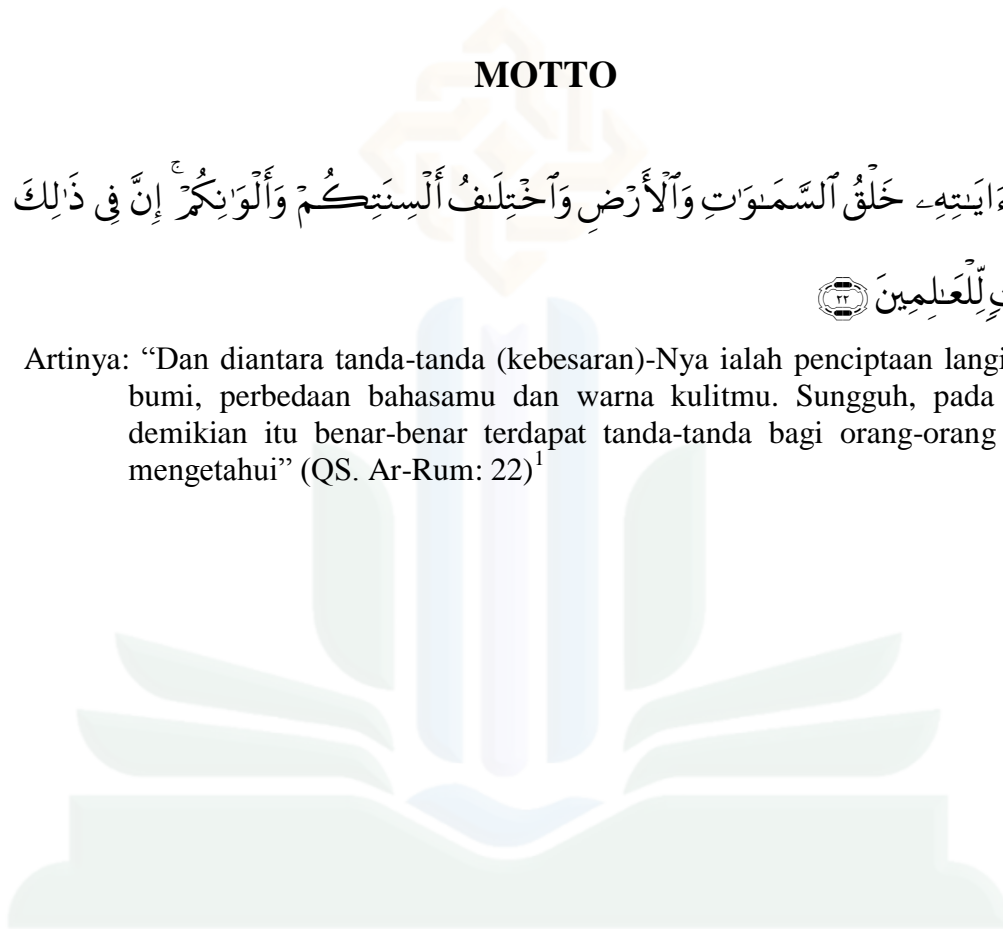 MOTTO
ءَايَـٰتِهِۦ خَلْقُ ٱلسَّمَـٰوَٰتِ وَٱلْأَرْضِ وَٱخْتِلَـٰفُ أَلْسِنَتِكُمْ وَأَلْوَٰنِكُمْ ۚ إِنَّ فِى ذَٰلِكَ
لِّلْعَـٰلِمِينَ ٢٢
Artinya: “Dan diantara tanda-tanda (kebesaran)-Nya ialah penciptaan
bumi, perbedaan bahasamu dan warna kulitmu. Sungguh, pada
demikian itu benar-benar terdapat tanda-tanda bagi orang-orang
mengetahui” (QS. Ar-Rum: 22)1